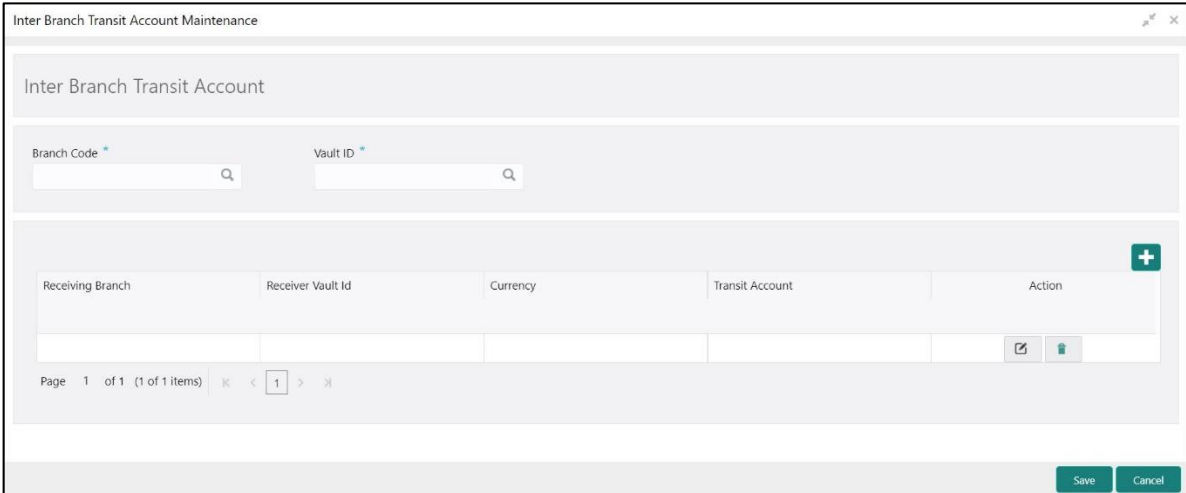 Inter Branch Transit Account Maintenance
Inter Branch Transit Account
Branch Code * Vault ID *
Receiving Branch Receiver Vault Id Currency Transit Account Action
Page 1 of 1 (1 of 1 items) 1
Save Cancel